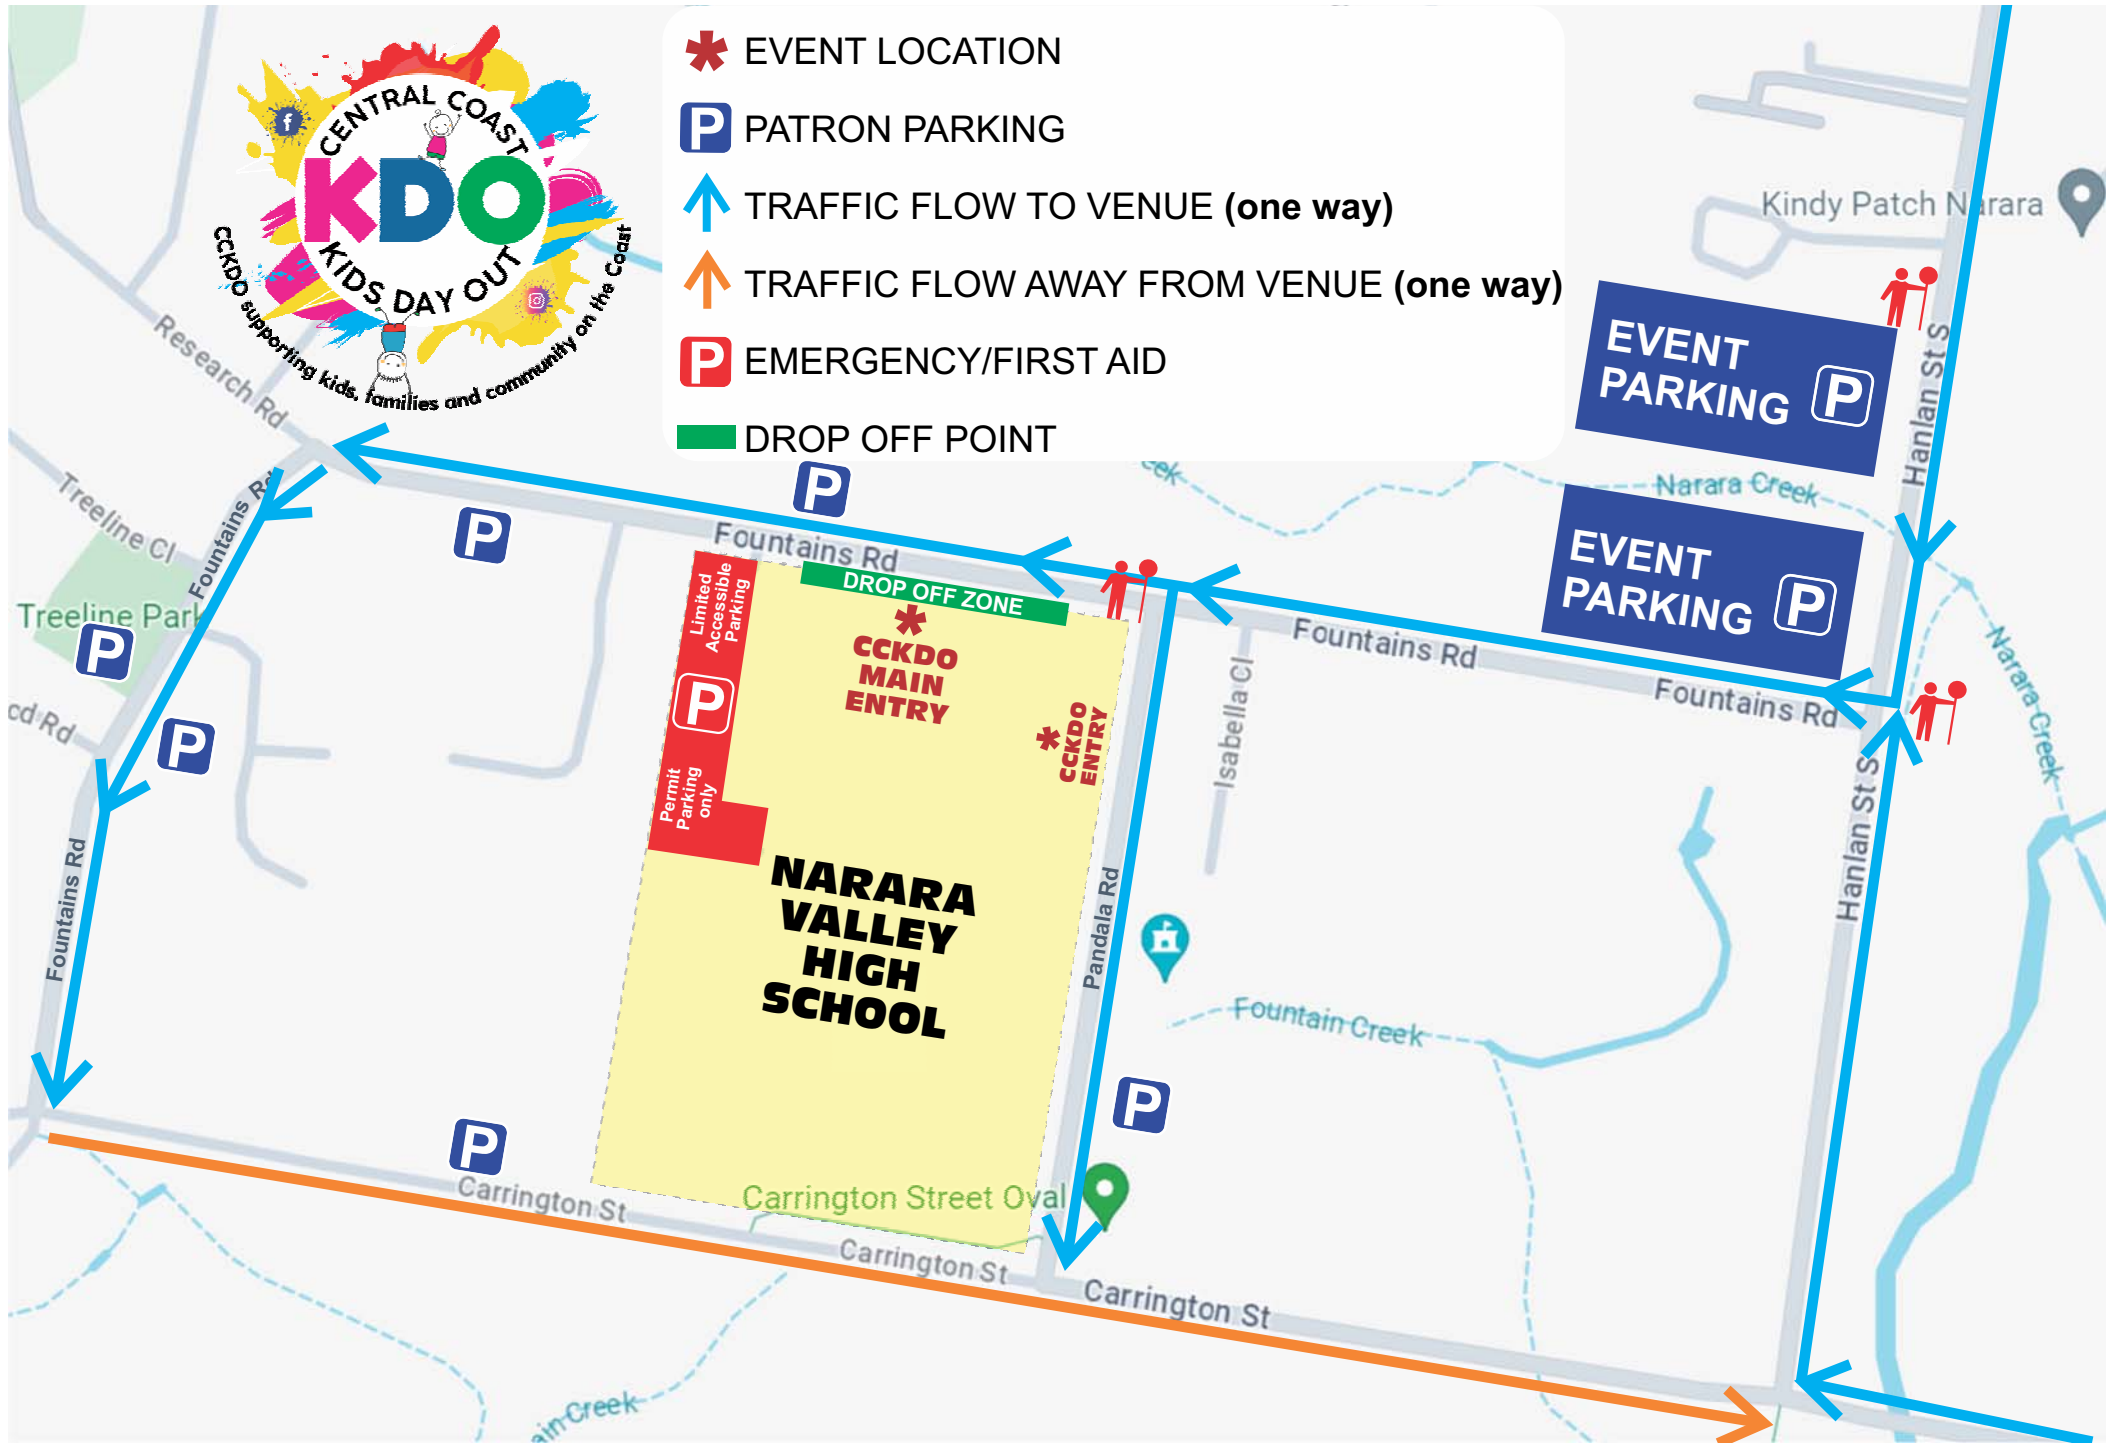 CENTRAL COAST
KDO
KIDS DAY OUT
CCKDO supporting kids, families and community on the Coast
EVENT LOCATION
P PATRON PARKING
TRAFFIC FLOW TO VENUE (one way)
TRAFFIC FLOW AWAY FROM VENUE (one way)
P EMERGENCY/FIRST AID
DROP OFF POINT
Kindy Patch Narara
EVENT
PARKING P
Hanlan St S
Research Rd
Narara Creek
eek
P
Treeline Cl
Fountains Rd
P
Fountains Rd
EVENT
PARKING P
Limited
Accessible
Parking
DROP OFF ZONE
Treeline Park
P
CCKDO
MAIN
ENTRY
Fountains Rd
Fountains Rd
Narara Creek
P
CCKDO
ENTRY
Isabella Cl
cd Rd
P
Permit
Parking
only
Hanlan St S
Fountains Rd
NARARA
VALLEY
HIGH
SCHOOL
Pandala Rd
Fountain Creek
P
P
Carrington St
Carrington Street Oval
Carrington St
Carrington St
ain Creek